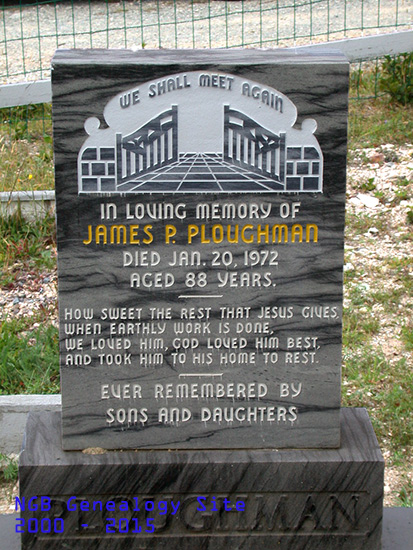 WE SHALL MEET AGAIN
IN LOVING MEMORY OF
JAMES P. PLOUGHMAN
DIED JAN. 20, 1972
AGED 88 YEARS.
HOW SWEET THE REST THAT JESUS GIVES,
WHEN EARTHLY WORK IS DONE,
WE LOVED HIM, GOD LOVED HIM BEST,
AND TOOK HIM TO HIS HOME TO REST.
EVER REMEMBERED BY
SONS AND DAUGHTERS
PLOUGHMAN
NGB Genealogy Site
2000 - 2015